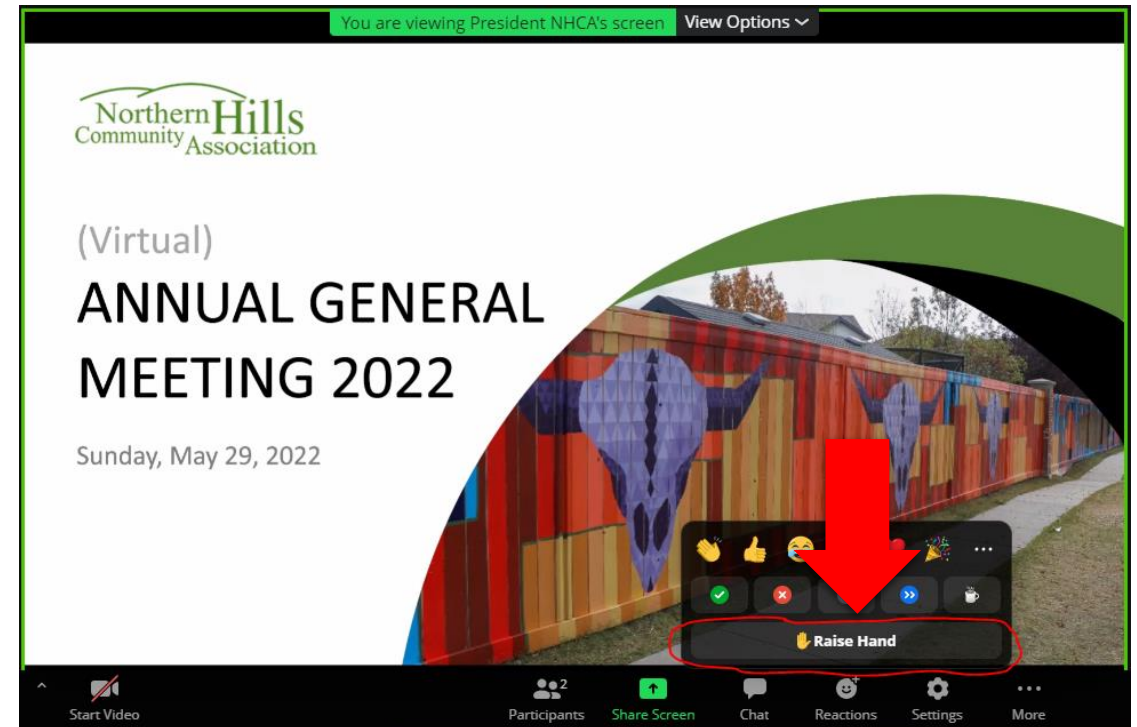 You are viewing President NHCA's screen View Options
Northern Hills
Community Association
(Virtual)
ANNUAL GENERAL
MEETING 2022
Sunday, May 29, 2022
Raise Hand
2
Start Video Participants Share Screen Chat Reactions Settings More